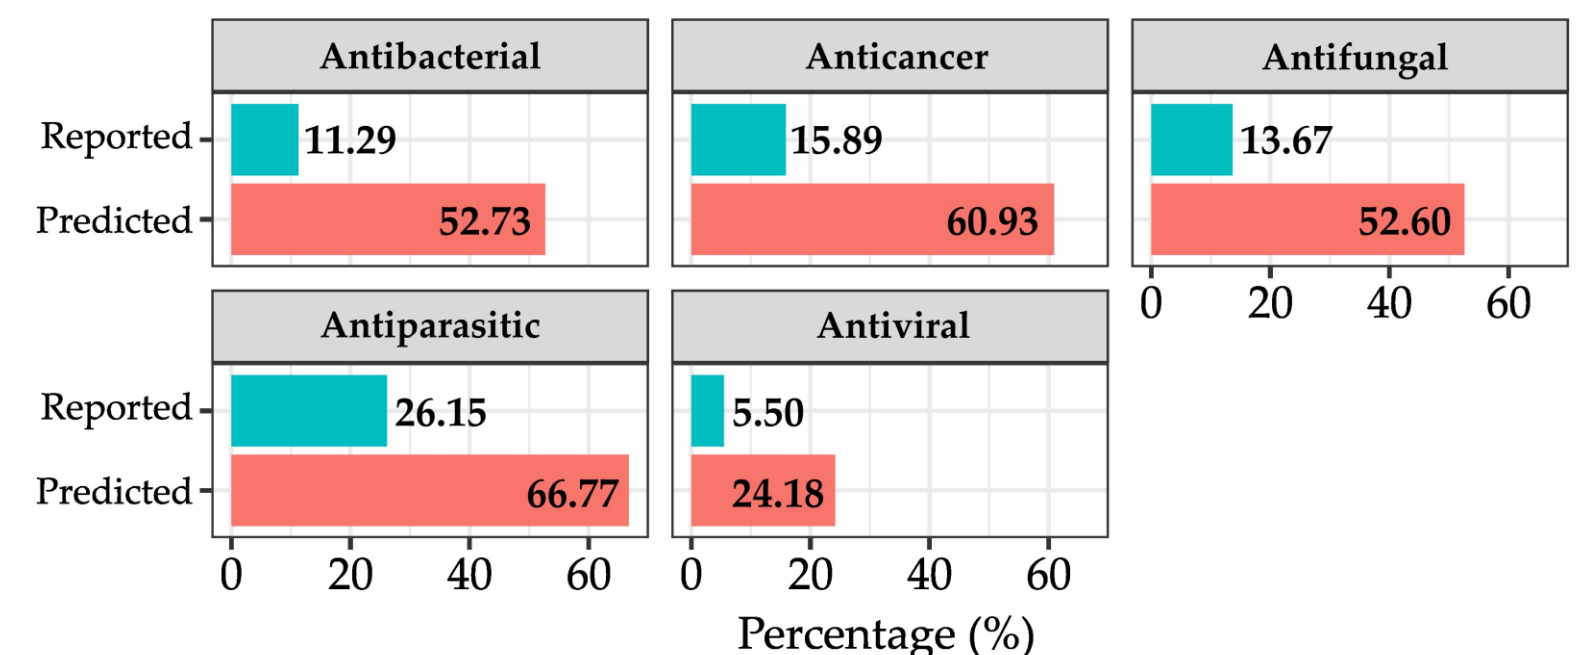 Antibacterial Anticancer Antifungal
Reported 11.29 15.89 13.67
Predicted 52.73 60.93 52.60
0 20 40 60
Antiparasitic Antiviral
Reported 26.15 5.50
Predicted 66.77 24.18
0 20 40 60 0 20 40 60
Percentage (%)